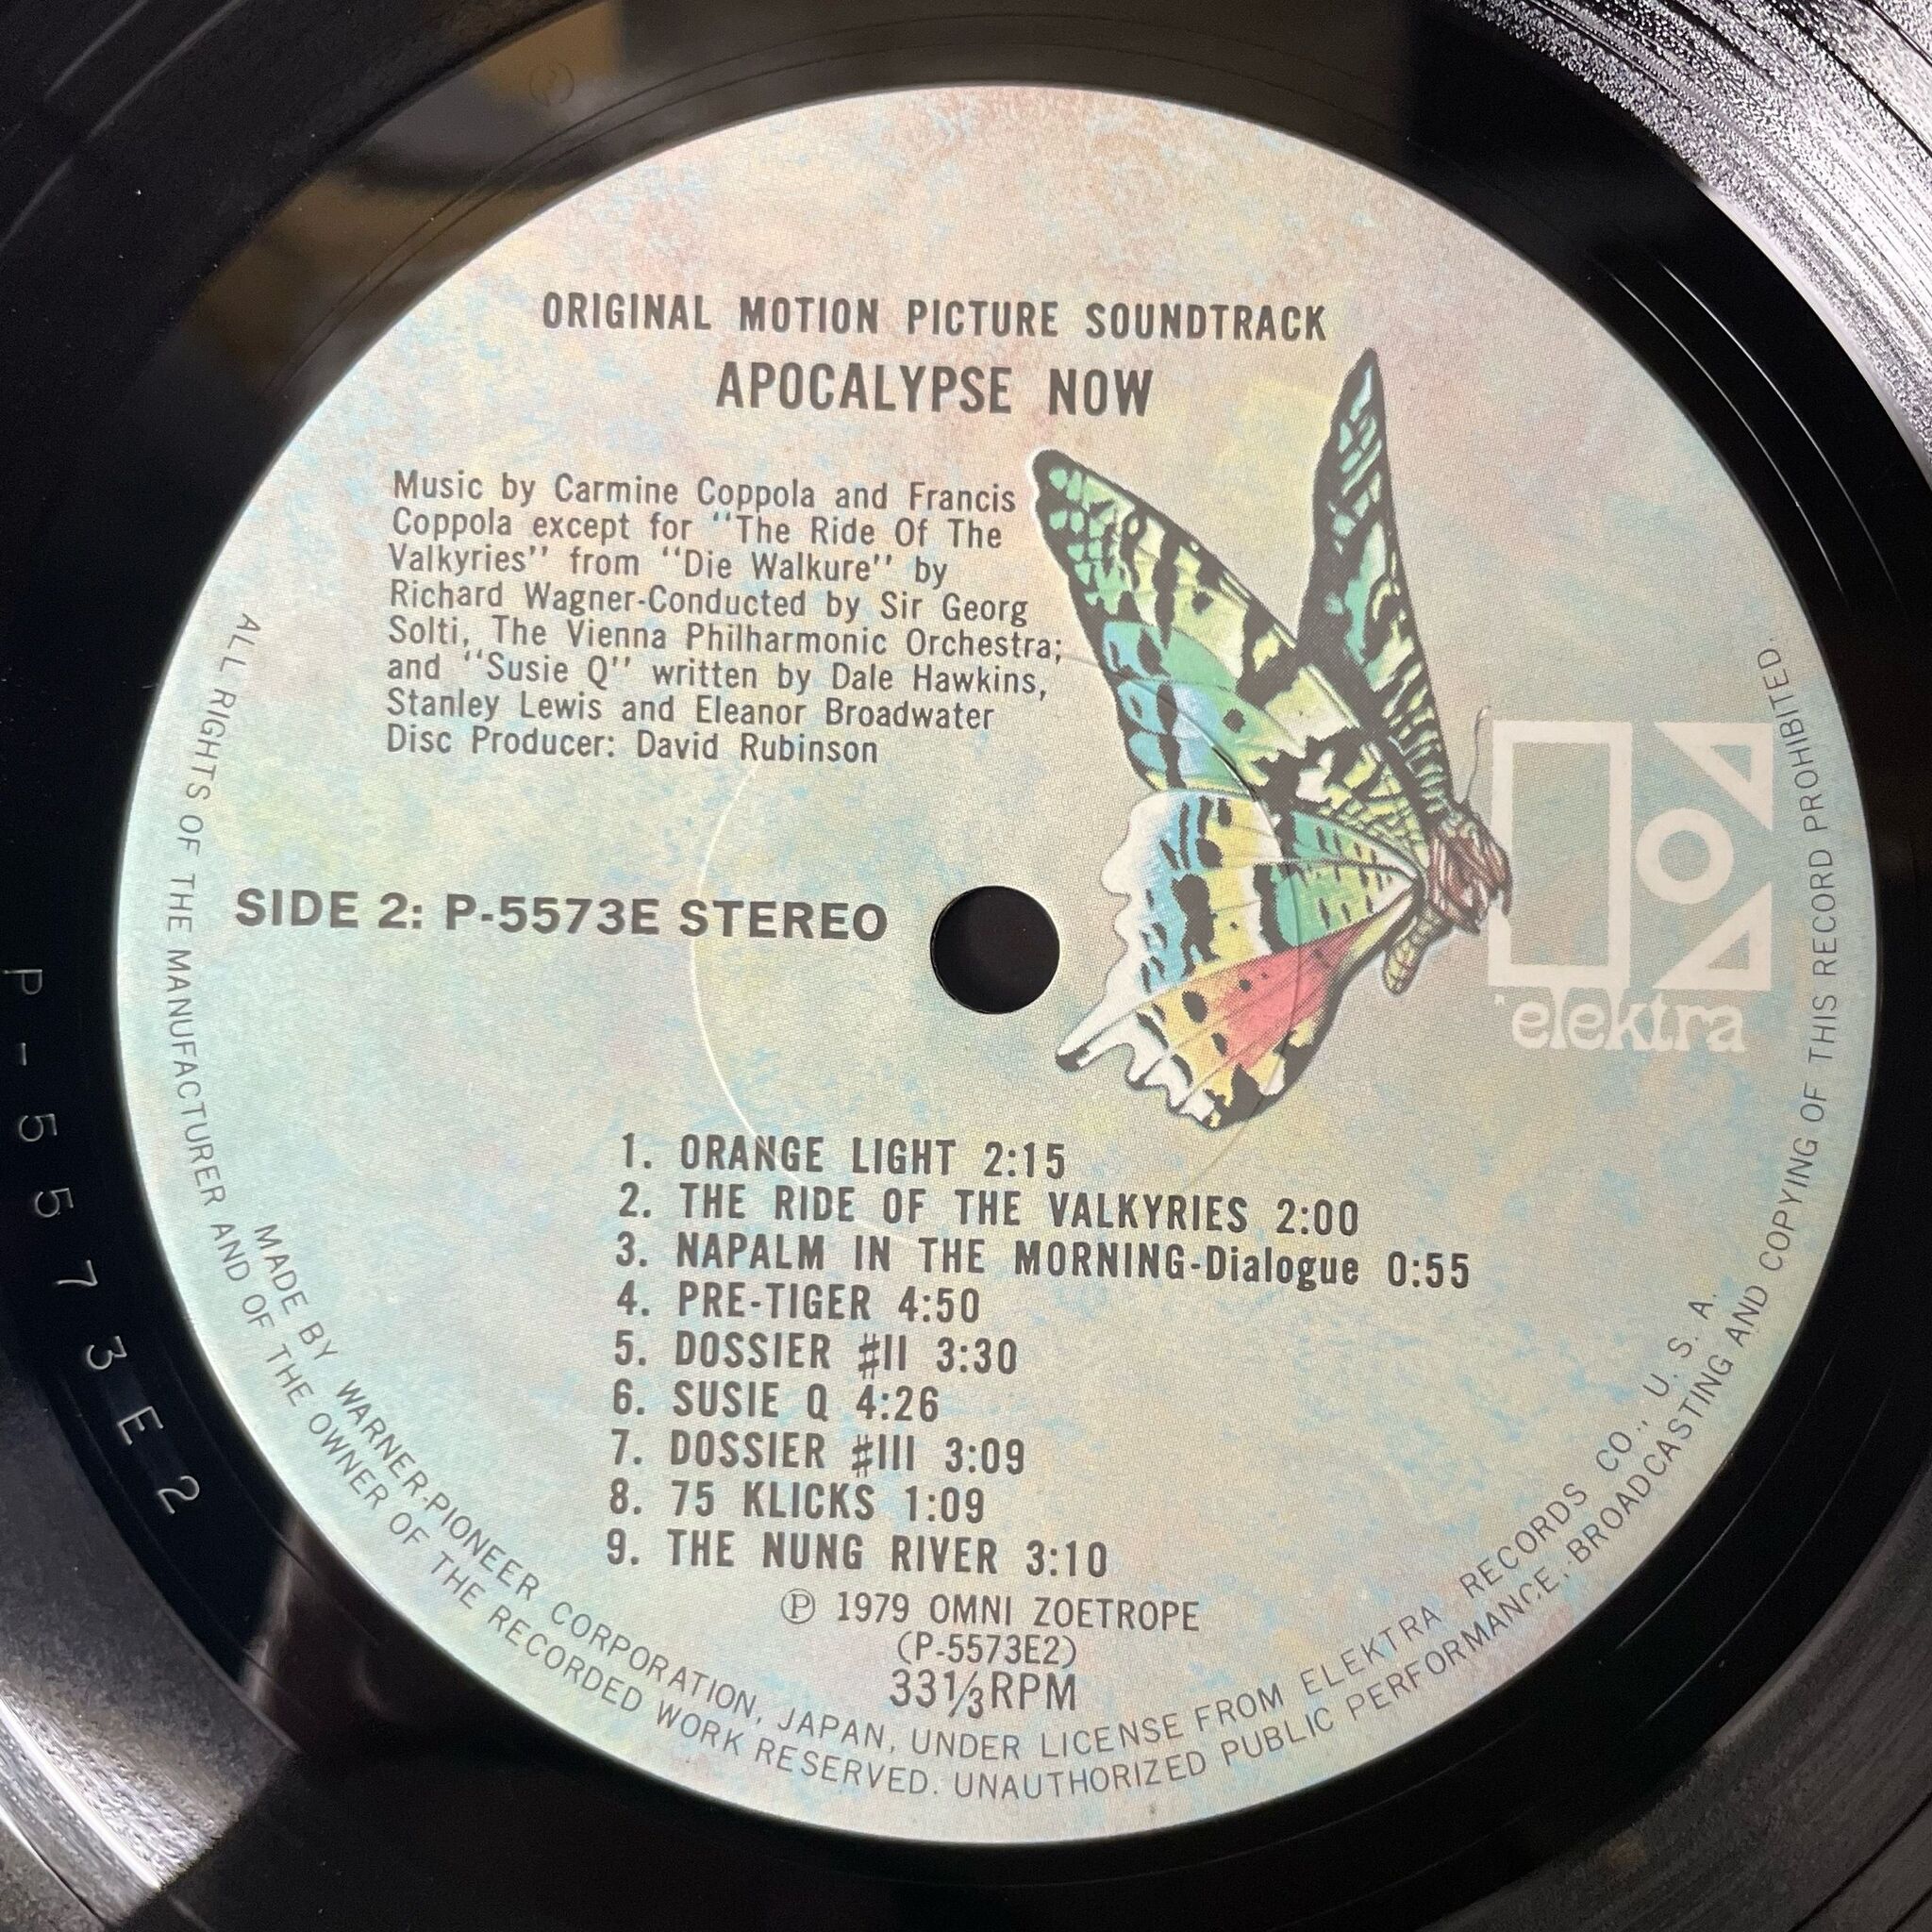 ORIGINAL MOTION PICTURE SOUNDTRACK
APOCALYPSE NOW
Music by Carmine Coppola and Francis
Coppola except for "The Ride Of The
Valkyries" from "Die Walkure" by
Richard Wagner-Conducted by Sir Georg
Solti, The Vienna Philharmonic Orchestra;
and "Susie Q" written by Dale Hawkins,
Stanley Lewis and Eleanor Broadwater
Disc Producer: David Rubinson
elektra
SIDE 2: P-5573E STEREO
1. ORANGE LIGHT 2:15
2. THE RIDE OF THE VALKYRIES 2:00
3. NAPALM IN THE MORNING-Dialogue 0:55
4. PRE-TIGER 4:50
5. DOSSIER #II 3:30
6. SUSIE Q 4:26
7. DOSSIER #III 3:09
8. 75 KLICKS 1:09
9. THE NUNG RIVER 3:10
℗ 1979 OMNI ZOETROPE
(P-5573E2)
33⅓RPM
MADE BY WARNER-PIONEER CORPORATION, JAPAN, UNDER LICENSE FROM ELEKTRA RECORDS CO., U. S. A.
ALL RIGHTS OF THE MANUFACTURER AND OF THE OWNER OF THE RECORDED WORK RESERVED. UNAUTHORIZED PUBLIC PERFORMANCE, BROADCASTING AND COPYING OF THIS RECORD PROHIBITED.
P-5573E2